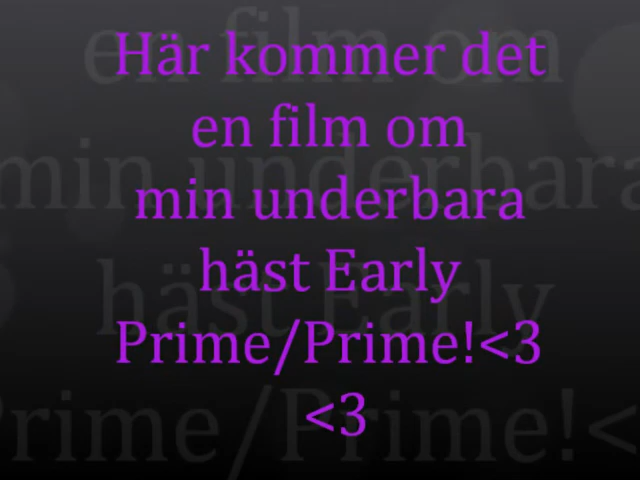 Här kommer det
en film om
min underbara
häst Early
Prime/Prime!<3
<3